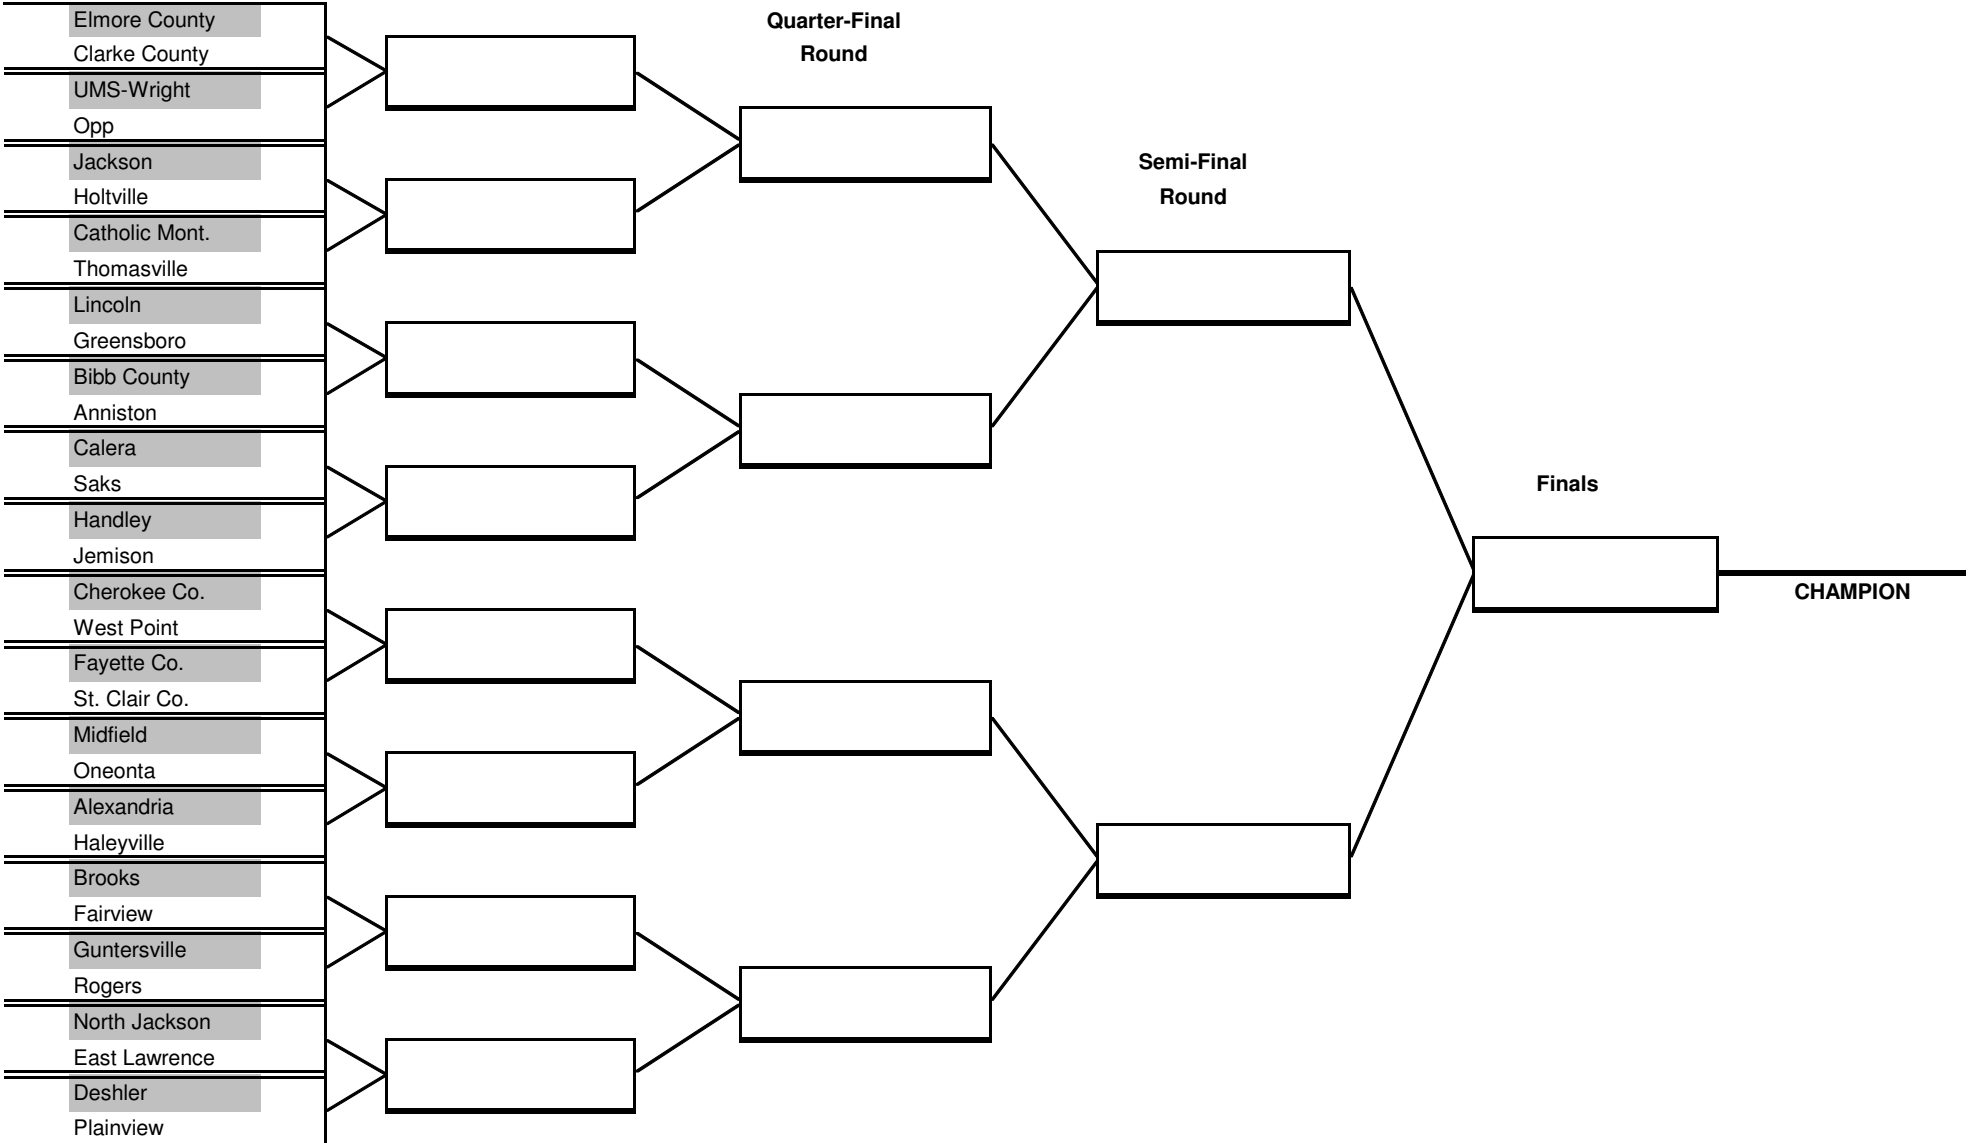 Elmore County
Clarke County
UMS-Wright
Opp
Jackson
Holtville
Catholic Mont.
Thomasville
Lincoln
Greensboro
Bibb County
Anniston
Calera
Saks
Handley
Jemison
Cherokee Co.
West Point
Fayette Co.
St. Clair Co.
Midfield
Oneonta
Alexandria
Haleyville
Brooks
Fairview
Guntersville
Rogers
North Jackson
East Lawrence
Deshler
Plainview
Quarter-Final
Round
Semi-Final
Round
Finals
CHAMPION